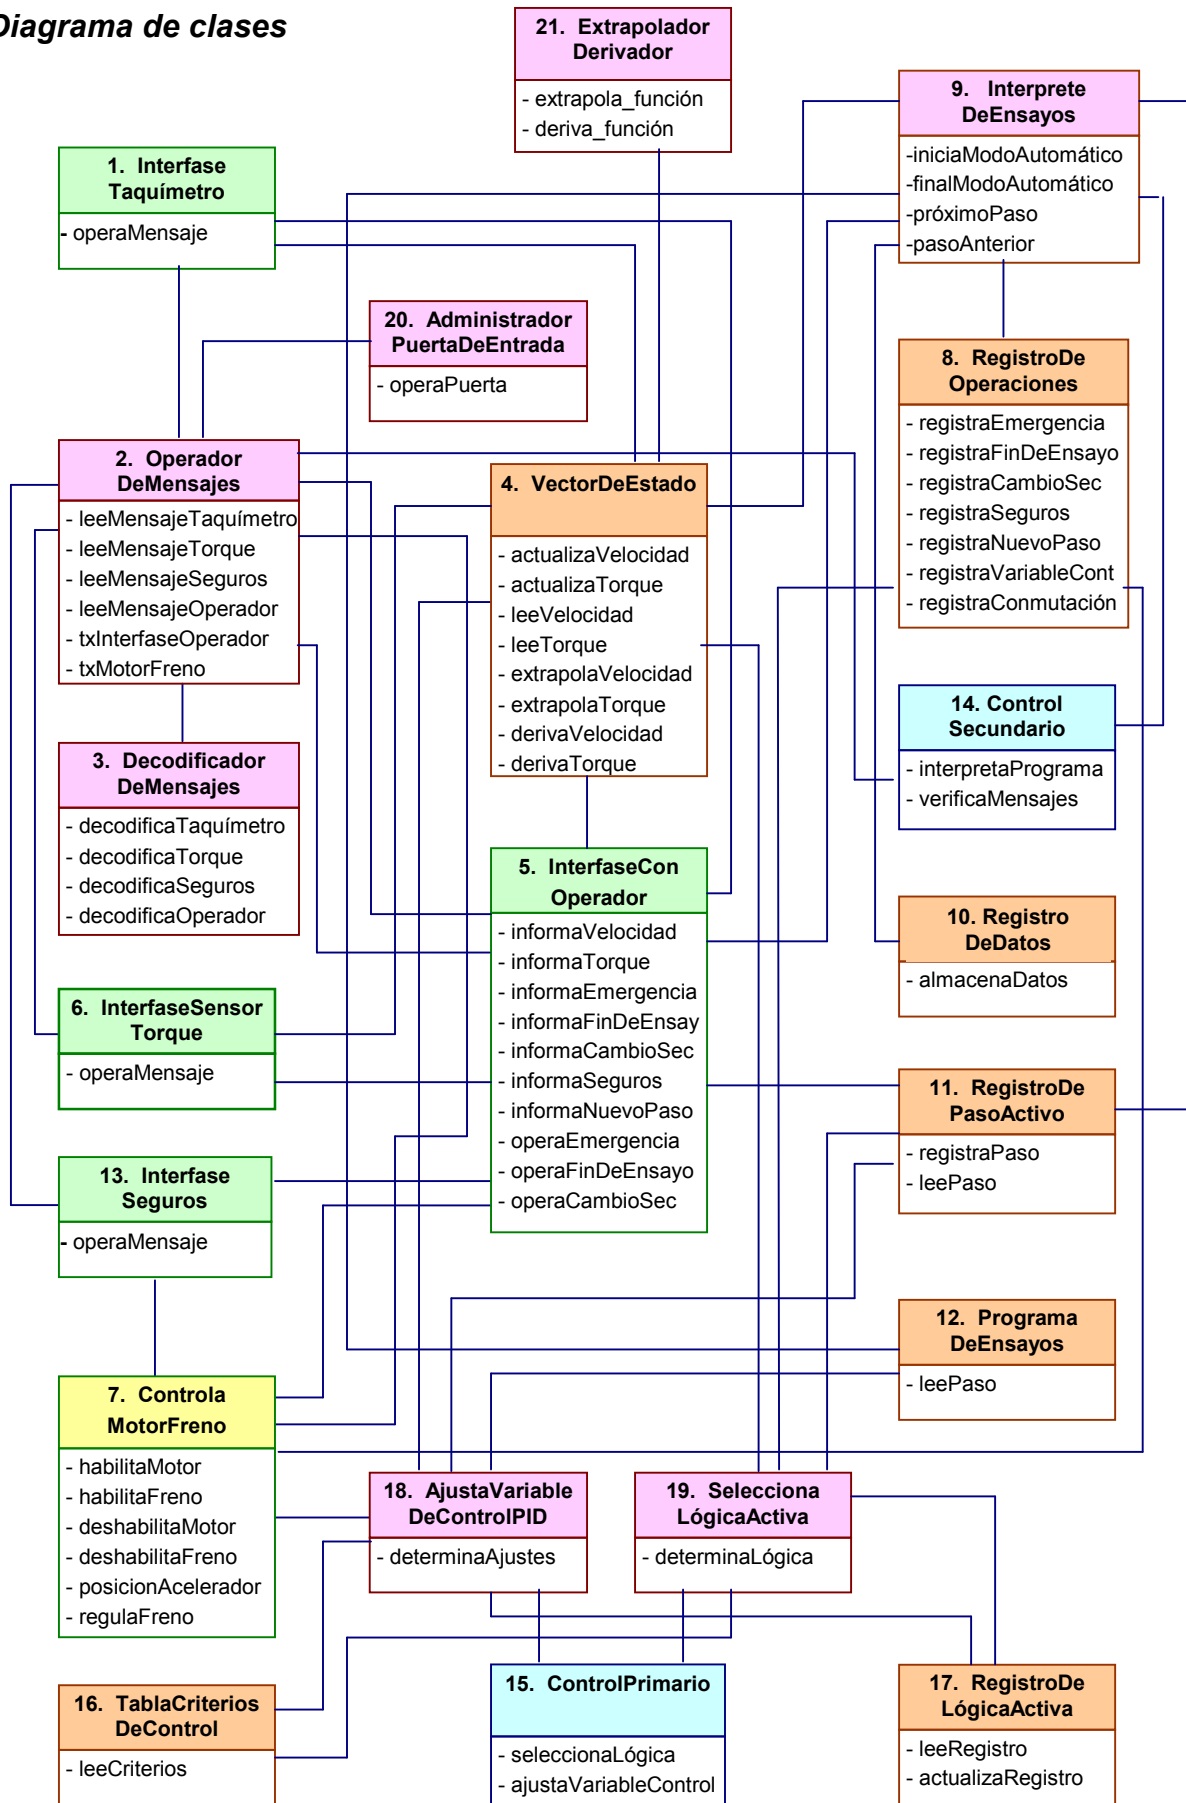 Diagrama de clases
21. Extrapolador
Derivador
- extrapola_función
- deriva_función
9. Interprete
DeEnsayos
-iniciaModoAutomático
-finalModoAutomático
-próximoPaso
-pasoAnterior
1. Interfase
Taquímetro
- operaMensaje
20. Administrador
PuertaDeEntrada
- operaPuerta
8. RegistroDe
Operaciones
- registraEmergencia
- registraFinDeEnsayo
- registraCambioSec
- registraSeguros
- registraNuevoPaso
- registraVariableCont
- registraConmutación
2. Operador
DeMensajes
- leeMensajeTaquímetro
- leeMensajeTorque
- leeMensajeSeguros
- leeMensajeOperador
- txInterfaseOperador
- txMotorFreno
4. VectorDeEstado
- actualizaVelocidad
- actualizaTorque
- leeVelocidad
- leeTorque
- extrapolaVelocidad
- extrapolaTorque
- derivaVelocidad
- derivaTorque
14. Control
Secundario
- interpretaPrograma
- verificaMensajes
3. Decodificador
DeMensajes
- decodificaTaquímetro
- decodificaTorque
- decodificaSeguros
- decodificaOperador
5. InterfaseCon
Operador
- informaVelocidad
- informaTorque
- informaEmergencia
- informaFinDeEnsay
- informaCambioSec
- informaSeguros
- informaNuevoPaso
- operaEmergencia
- operaFinDeEnsayo
- operaCambioSec
10. Registro
DeDatos
- almacenaDatos
6. InterfaseSensor
Torque
- operaMensaje
11. RegistroDe
PasoActivo
- registraPaso
- leePaso
13. Interfase
Seguros
- operaMensaje
12. Programa
DeEnsayos
- leePaso
7. Controla
MotorFreno
- habilitaMotor
- habilitaFreno
- deshabilitaMotor
- deshabilitaFreno
- posicionAcelerador
- regulaFreno
18. AjustaVariable
DeControlPID
- determinaAjustes
19. Selecciona
LógicaActiva
- determinaLógica
16. TablaCriterios
DeControl
- leeCriterios
15. ControlPrimario
- seleccionaLógica
- ajustaVariableControl
17. RegistroDe
LógicaActiva
- leeRegistro
- actualizaRegistro